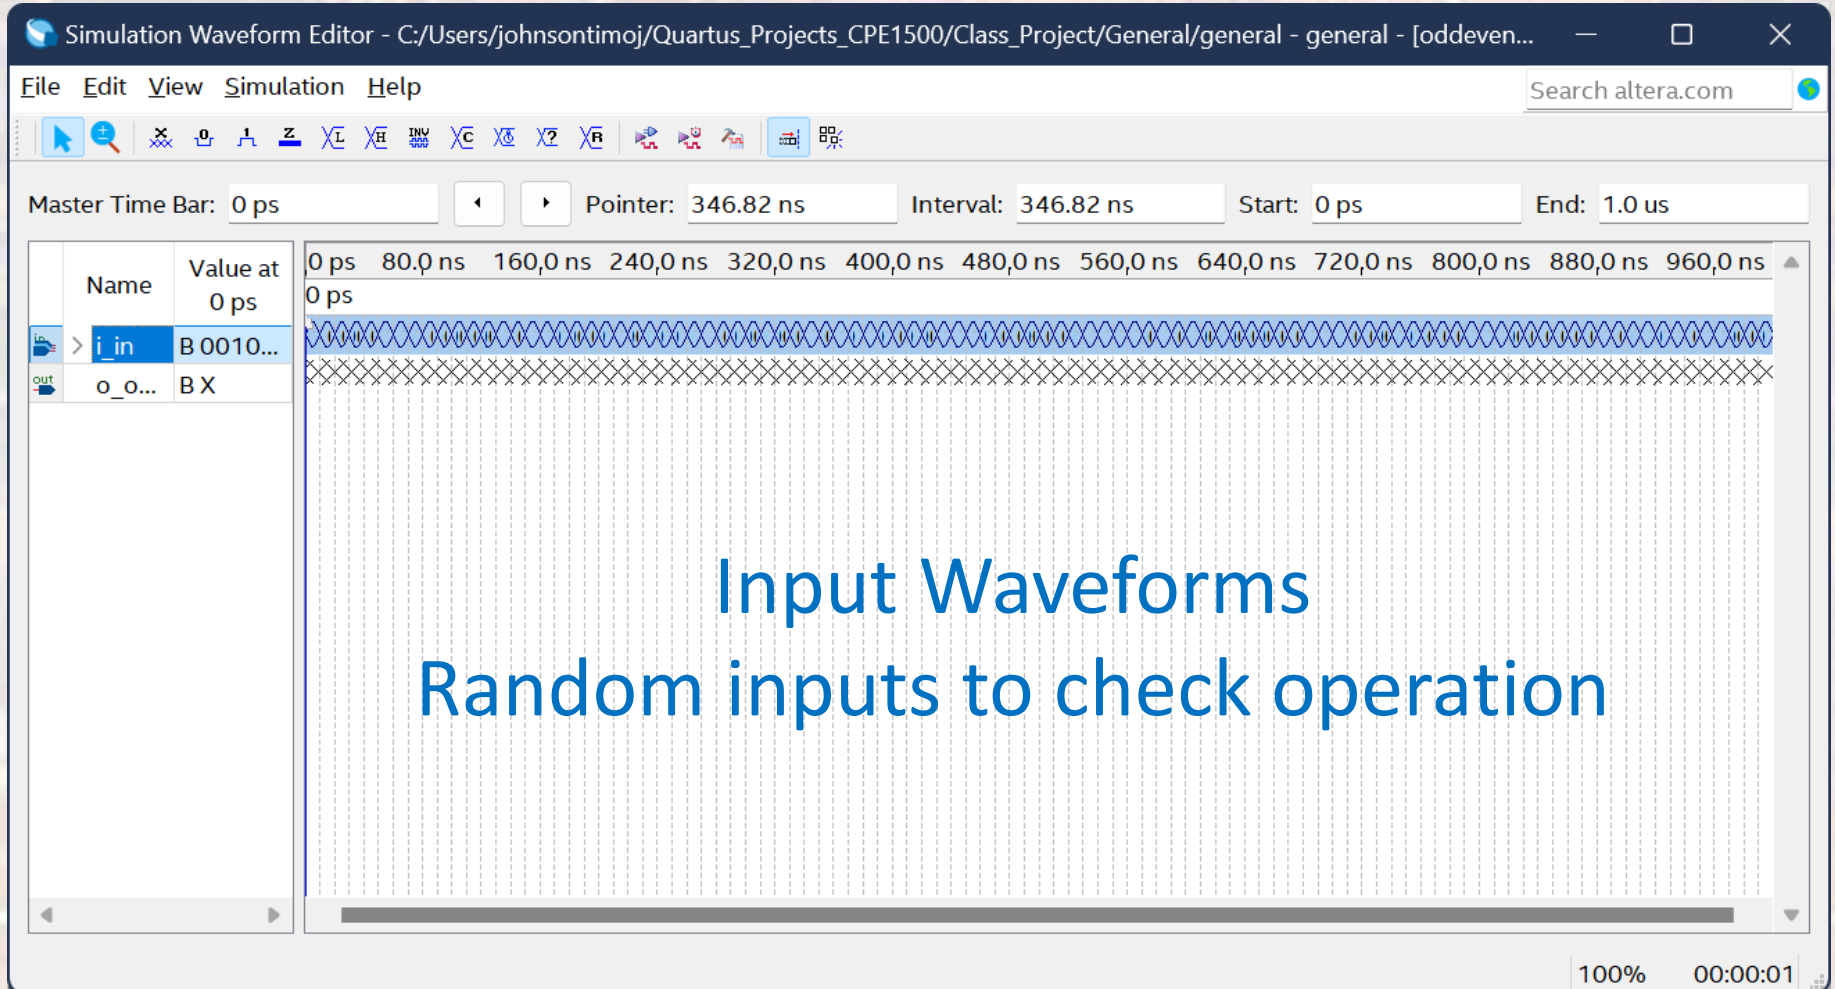 Simulation Waveform Editor - C:/Users/johnsontimoj/Quartus_Projects_CPE1500/Class_Project/General/general - general - [oddeven...
File Edit View Simulation Help
Search altera.com
Master Time Bar: 0 ps Pointer: 346.82 ns Interval: 346.82 ns Start: 0 ps End: 1.0 us
Name Value at 0 ps
0 ps 80.0 ns 160,0 ns 240,0 ns 320,0 ns 400,0 ns 480,0 ns 560,0 ns 640,0 ns 720,0 ns 800,0 ns 880,0 ns 960,0 ns
0 ps
in i_in B 0010...
out o_o... B X
Input Waveforms
Random inputs to check operation
100% 00:00:01